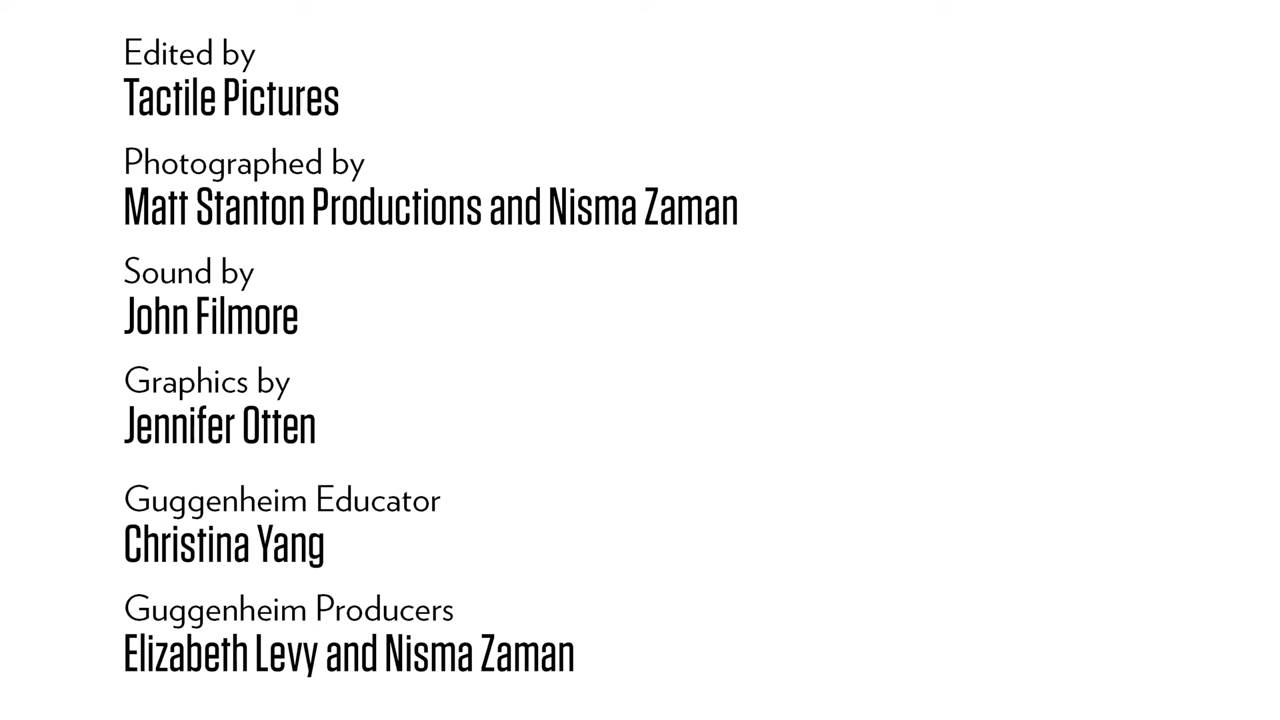 Edited by
Tactile Pictures
Photographed by
Matt Stanton Productions and Nisma Zaman
Sound by
John Filmore
Graphics by
Jennifer Otten
Guggenheim Educator
Christina Yang
Guggenheim Producers
Elizabeth Levy and Nisma Zaman